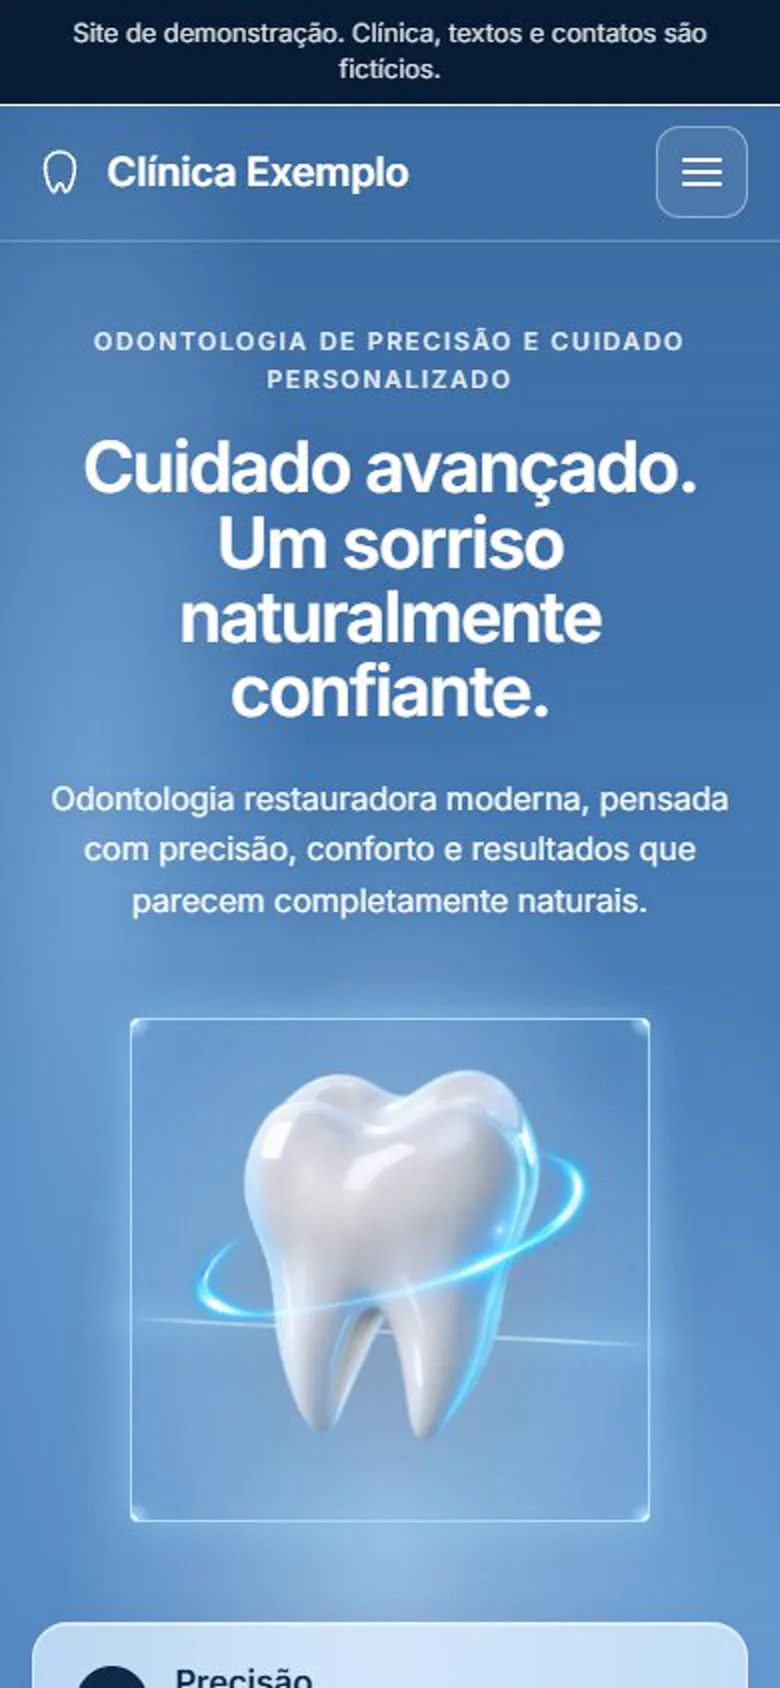 Site de demonstração. Clínica, textos e contatos são
fictícios.
Clínica Exemplo
ODONTOLOGIA DE PRECISÃO E CUIDADO
PERSONALIZADO
Cuidado avançado.
Um sorriso
naturalmente
confiante.
Odontologia restauradora moderna, pensada
com precisão, conforto e resultados que
parecem completamente naturais.
Precisão